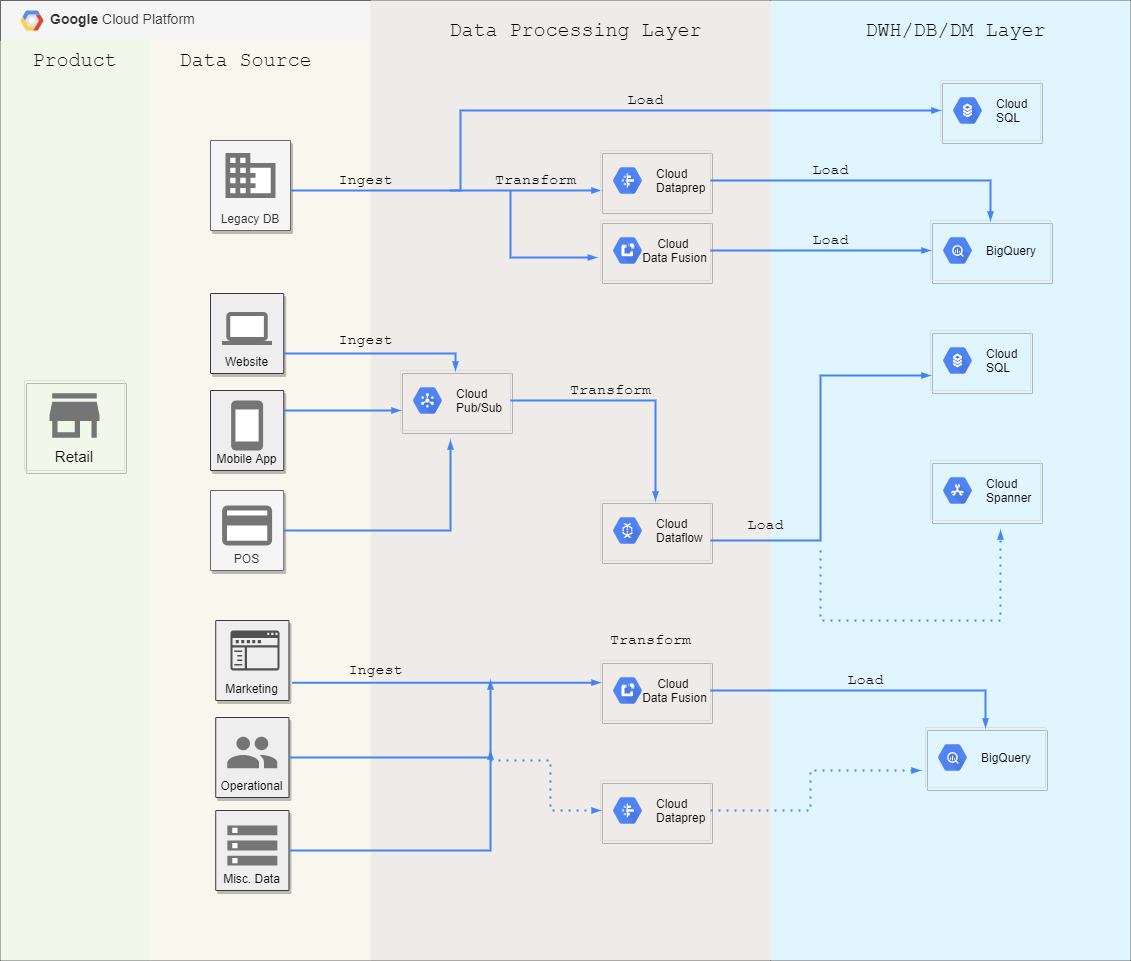 Google Cloud Platform
Product
Data Source
Data Processing Layer
DWH/DB/DM Layer
Retail
Legacy DB
Ingest
Load
Transform
Cloud
SQL
Cloud
Dataprep
Load
Cloud
Data Fusion
Load
BigQuery
Website
Ingest
Mobile App
POS
Cloud
Pub/Sub
Transform
Cloud
Dataflow
Load
Cloud
SQL
Cloud
Spanner
Marketing
Ingest
Operational
Misc. Data
Transform
Cloud
Data Fusion
Load
Cloud
Dataprep
BigQuery